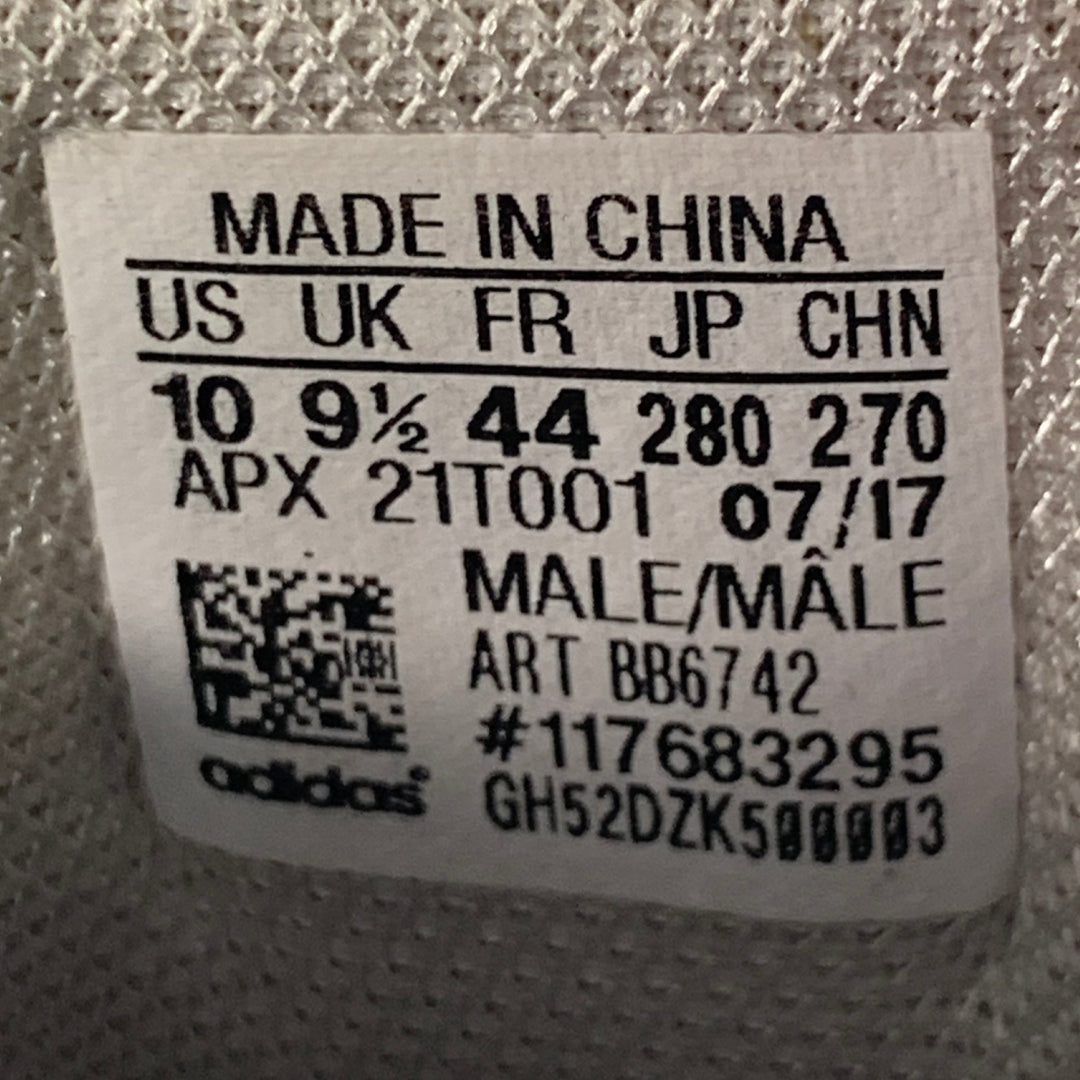 MADE IN CHINA
US UK FR JP CHN
10 9½ 44 280 270
APX 21T001 07/17
MALE/MÂLE
ART BB6742
#117683295
adidas®
GH52DZK500003